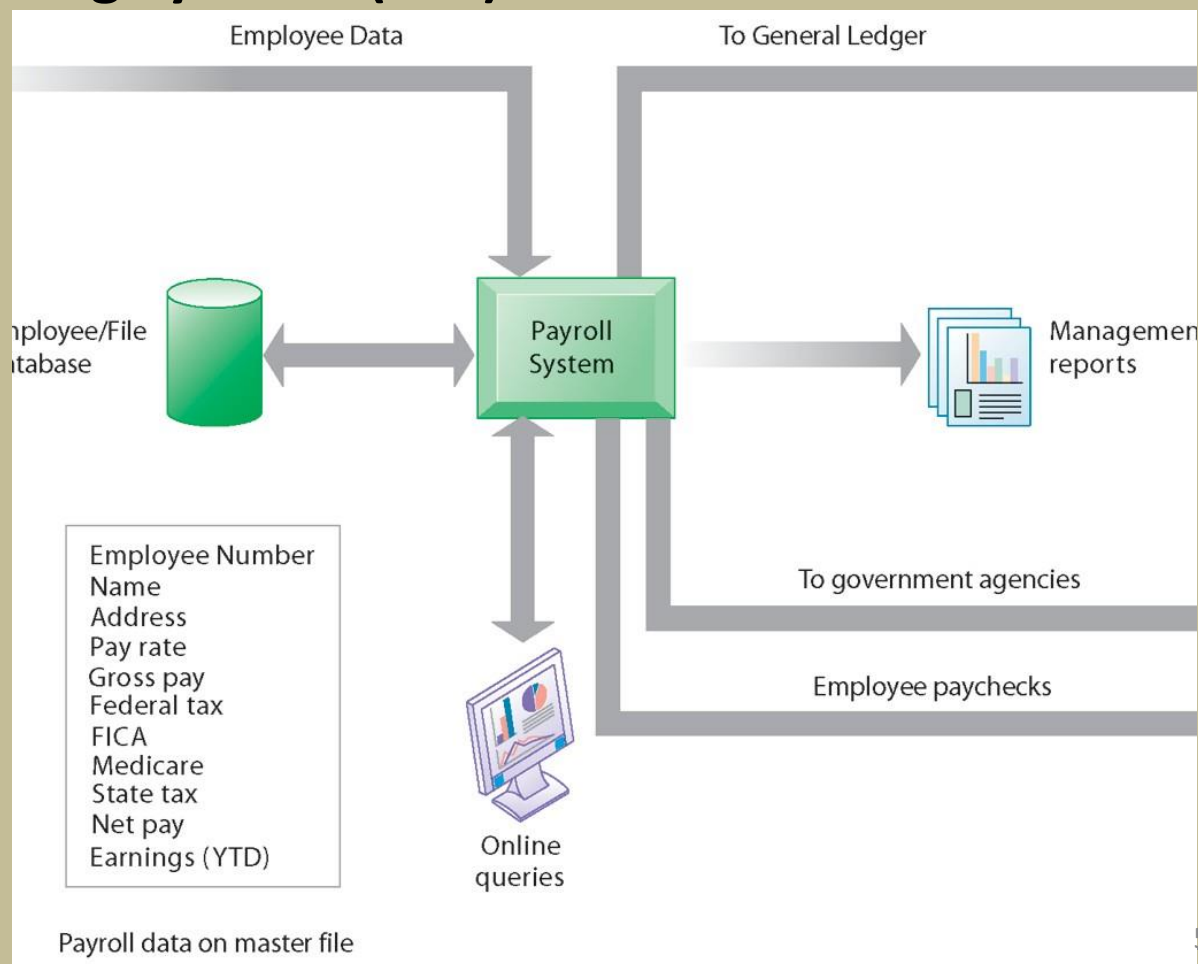 Employee Data
To General Ledger
Payroll
System
reports
Employee Number
Name
Address
Pay rate
Gross pay
Federal tax
FICA
Medicare
State tax
Net pay
Earnings (YTD)
To government agencies
Employee paychecks
Online
queries
Payroll data on master file